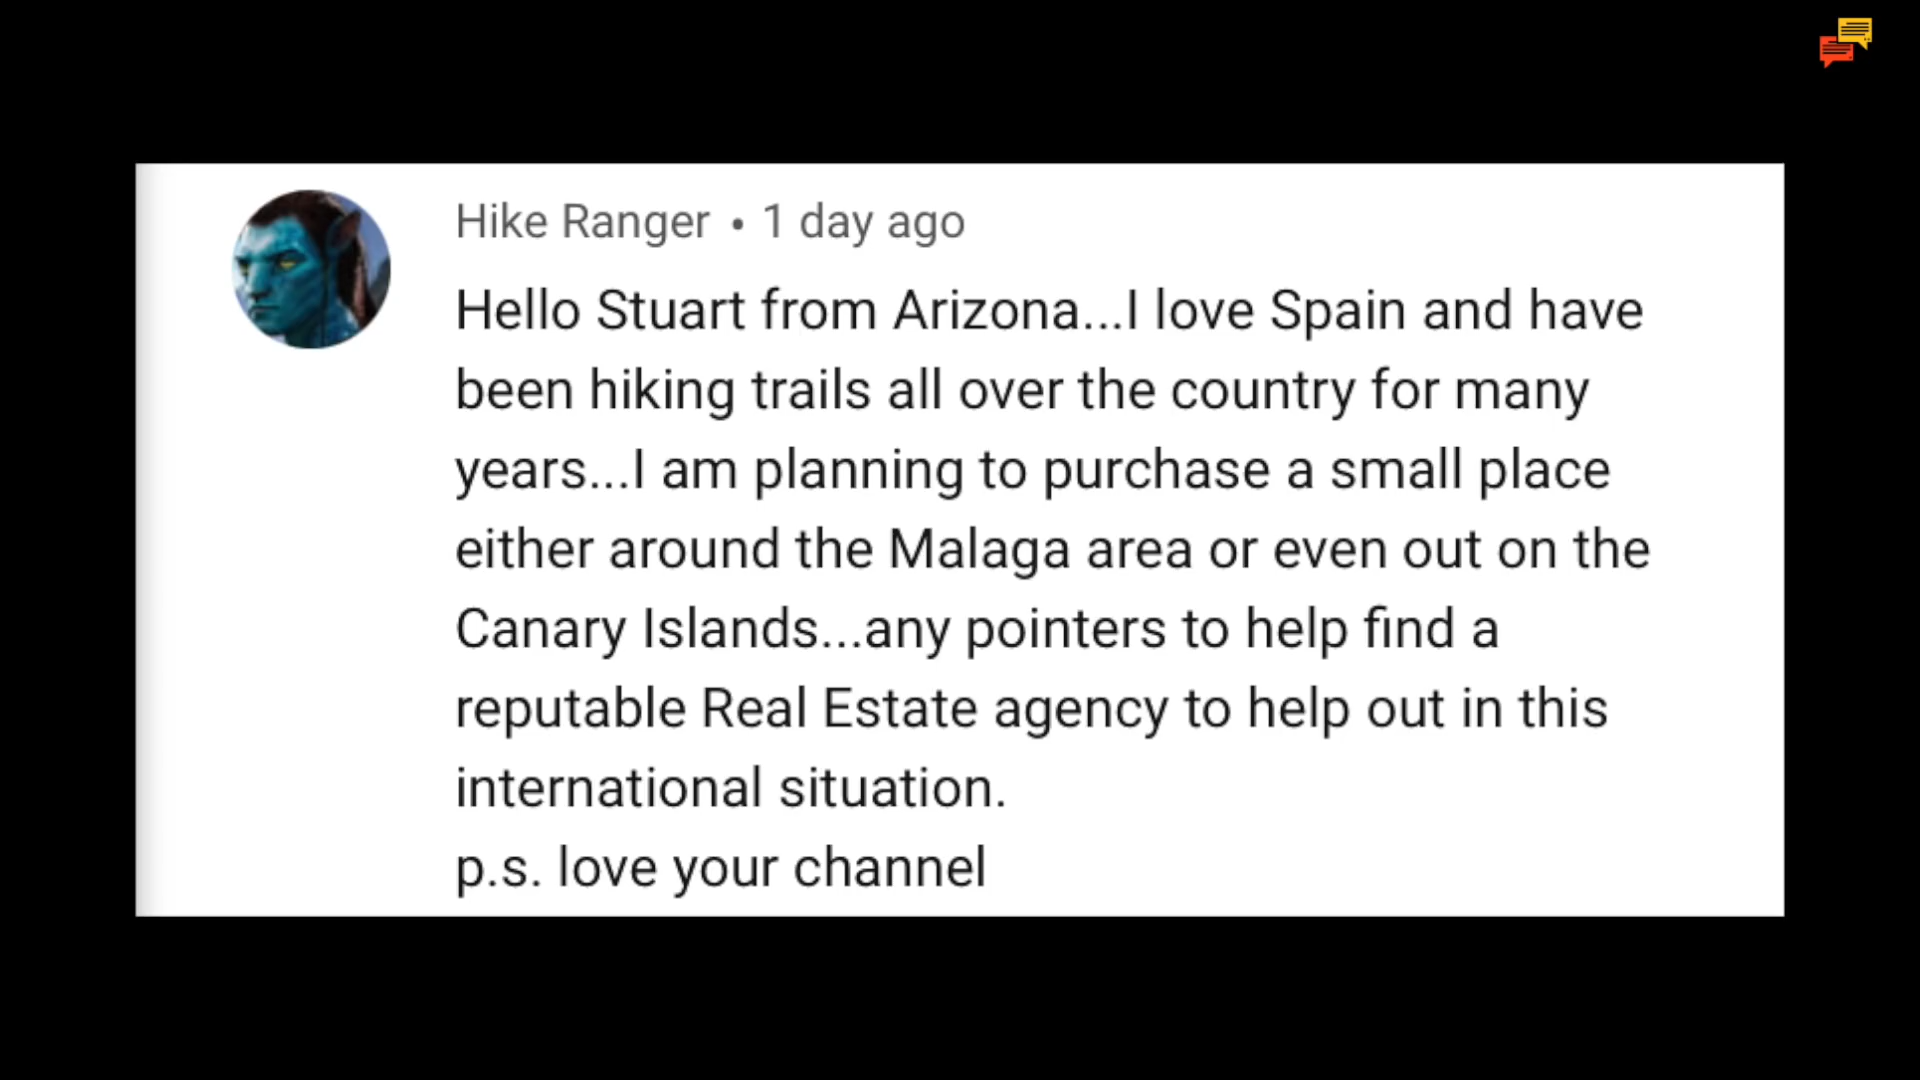 Hike Ranger • 1 day ago
Hello Stuart from Arizona...I love Spain and have
been hiking trails all over the country for many
years...I am planning to purchase a small place
either around the Malaga area or even out on the
Canary Islands...any pointers to help find a
reputable Real Estate agency to help out in this
international situation.
p.s. love your channel